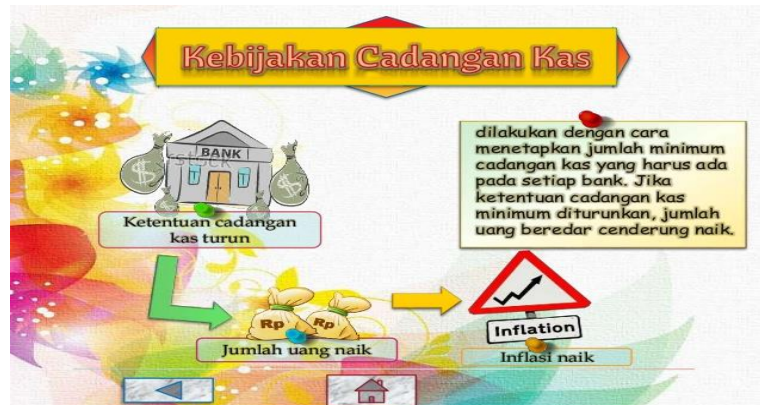 Kebijakan Cadangan Kas
BANK
$
$
Ketentuan cadangan
kas turun
dilakukan dengan cara
menetapkan jumlah minimum
cadangan kas yang harus ada
pada setiap bank. Jika
ketentuan cadangan kas
minimum diturunkan, jumlah
uang beredar cenderung naik.
Rp
Rp
Jumlah uang naik
Inflation
Inflasi naik